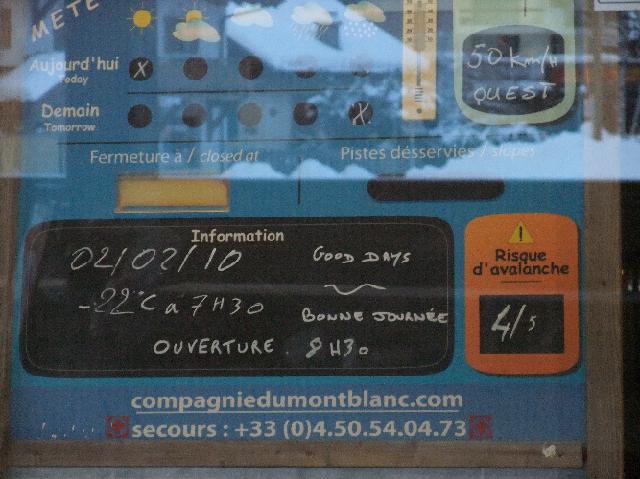 METE
Aujourd'hui
Today
X
50 km/H
OUEST
Demain
Tomorrow
X
Fermeture à / closed at
Pistes désservies / slopes
Information
02/02/10
GOOD DAYS
-22°C a 7H30
BONNE JOURNÉE
OUVERTURE 8H30
Risque
d'avalanche
4/5
compagniedumontblanc.com
secours : +33 (0)4.50.54.04.73